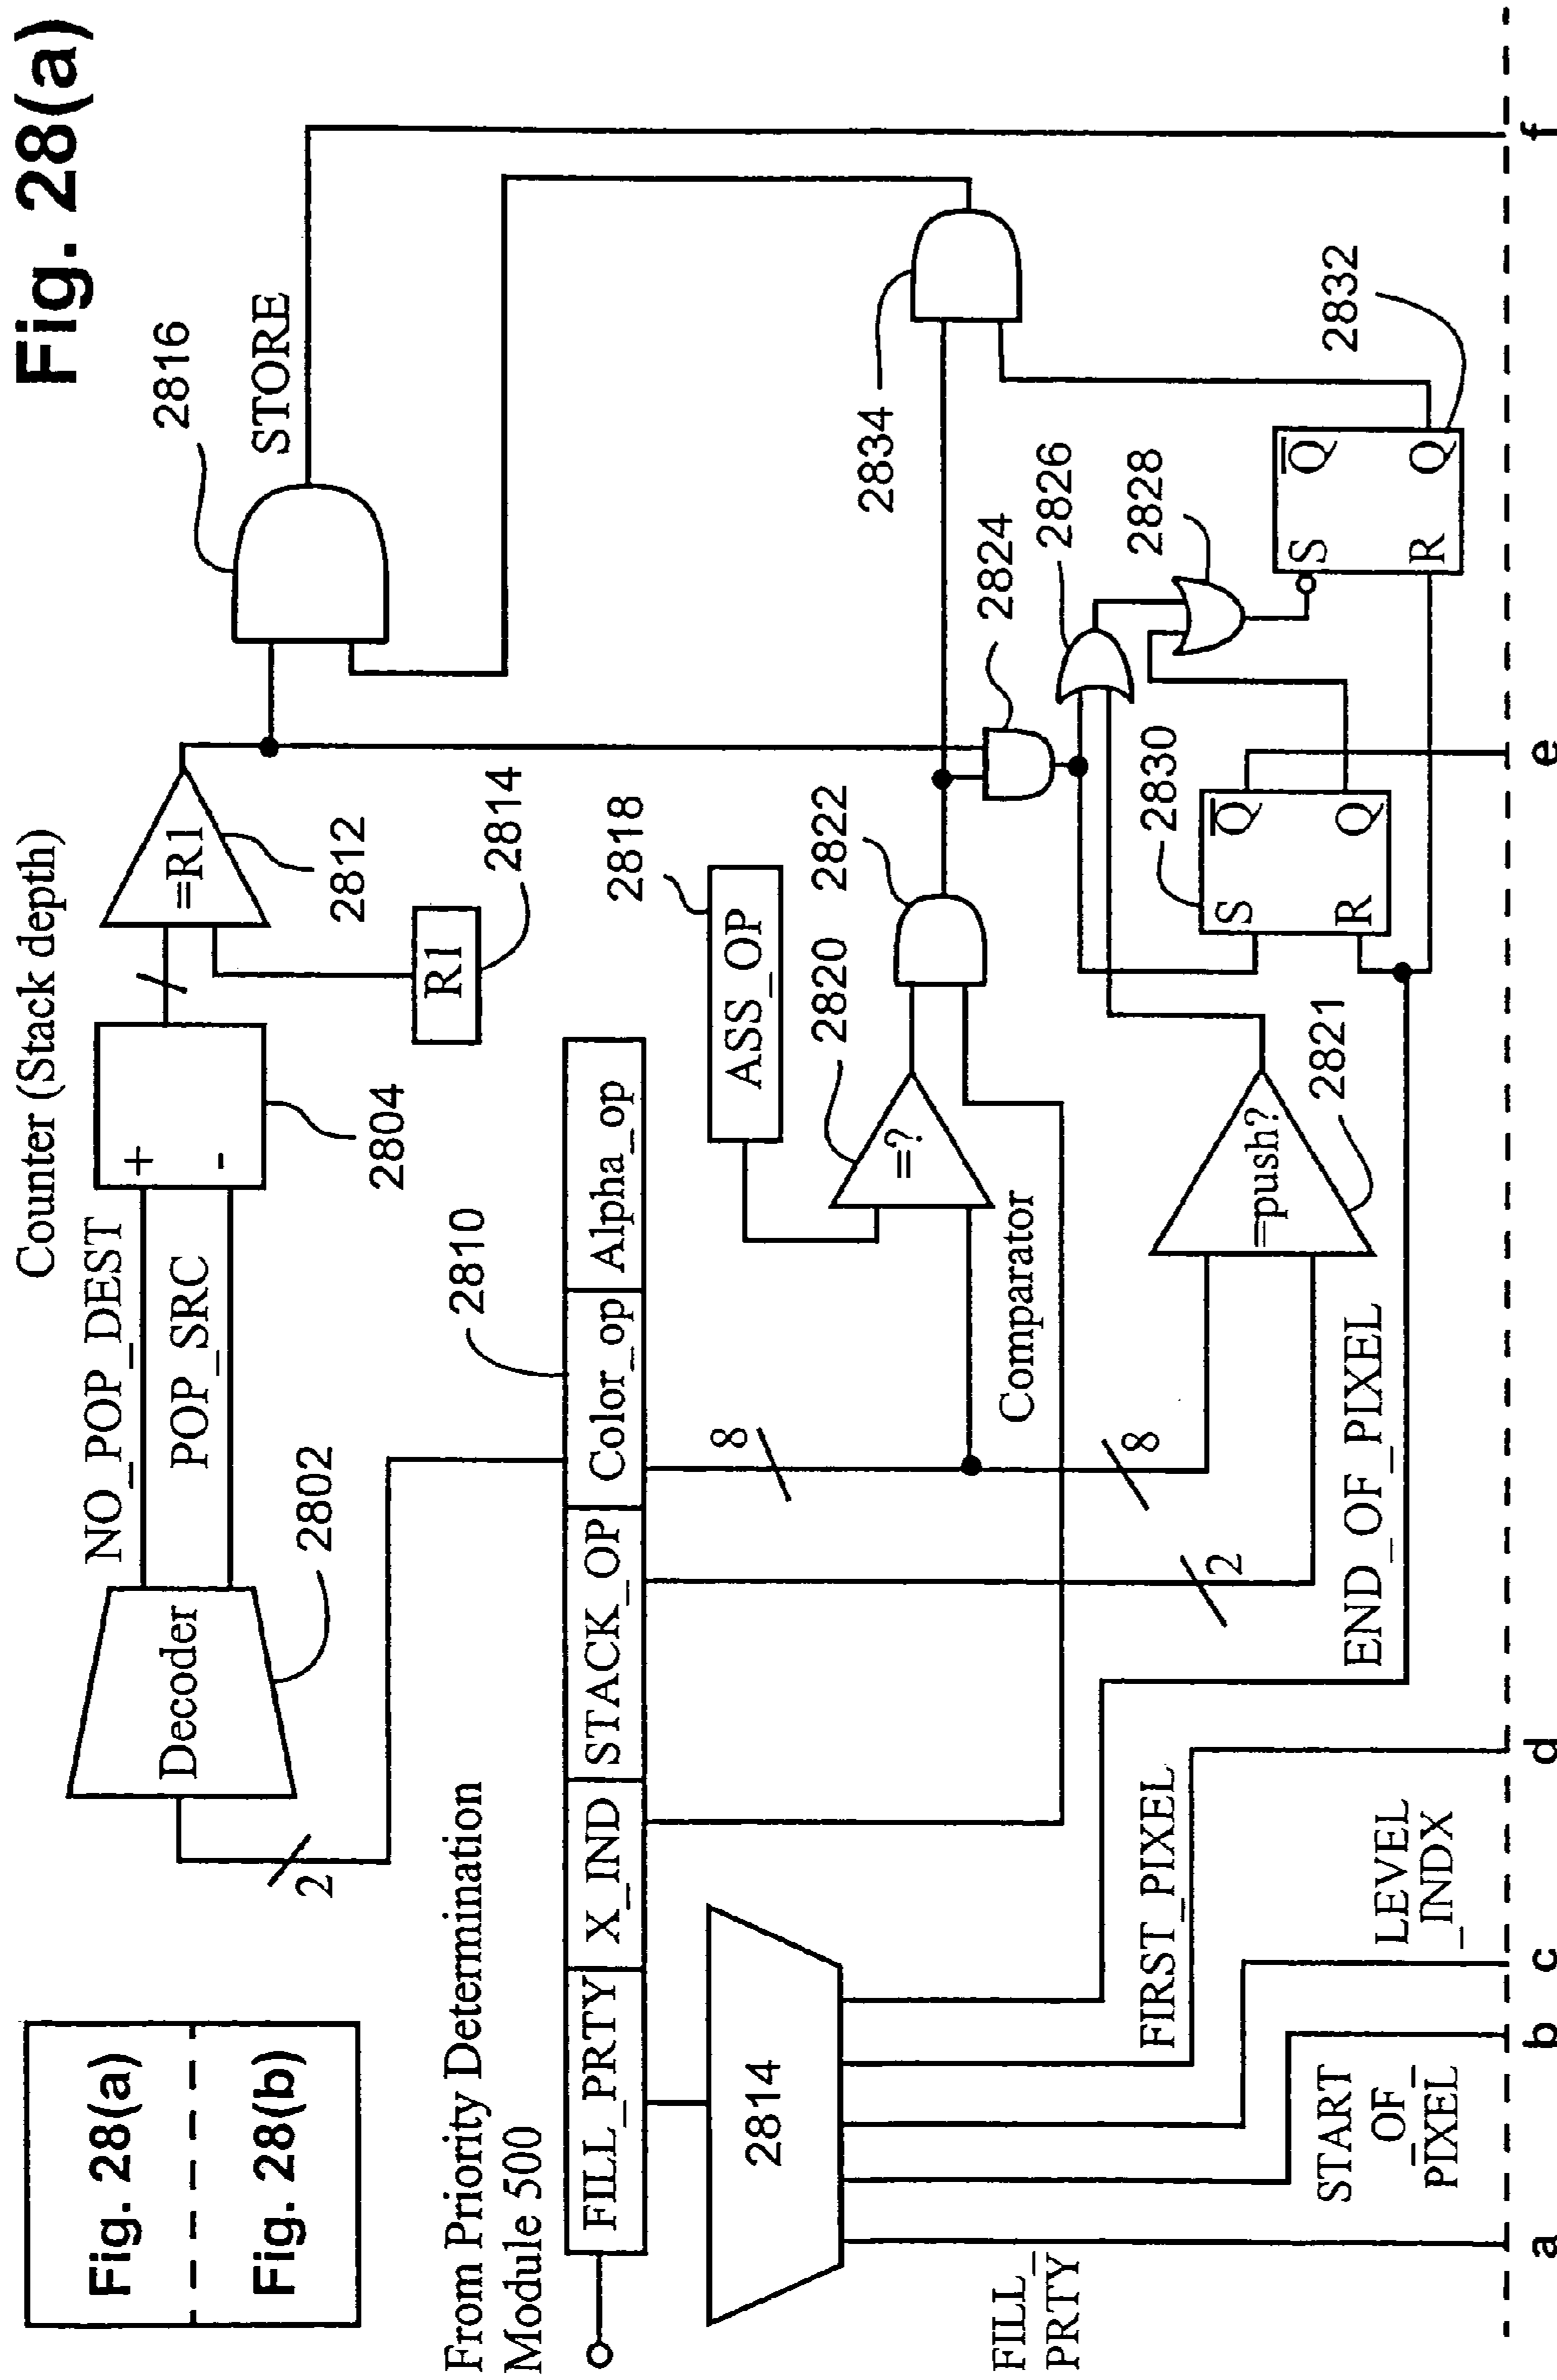 Fig. 28(a)
Fig. 28(a)
Fig. 28(b)
Counter (Stack depth)
Decoder
2802
2
NO_POP_DEST
POP_SRC
+
-
2804
=R1
2812
R1
2814
2816
STORE
From Priority Determination
Module 500
2810
FILL_PRTY
X_IND
STACK_OP
Color_op
Alpha_op
2814
8
8
2
ASS_OP
2818
=?
2820
2822
Comparator
=push?
2821
2824
2826
2828
2830
S
R
Q
Q
2832
S
R
Q
Q
2834
END_OF_PIXEL
FIRST_PIXEL
LEVEL
_INDX
START
_OF_
PIXEL
FILL_
PRTY
a
b
c
d
e
f